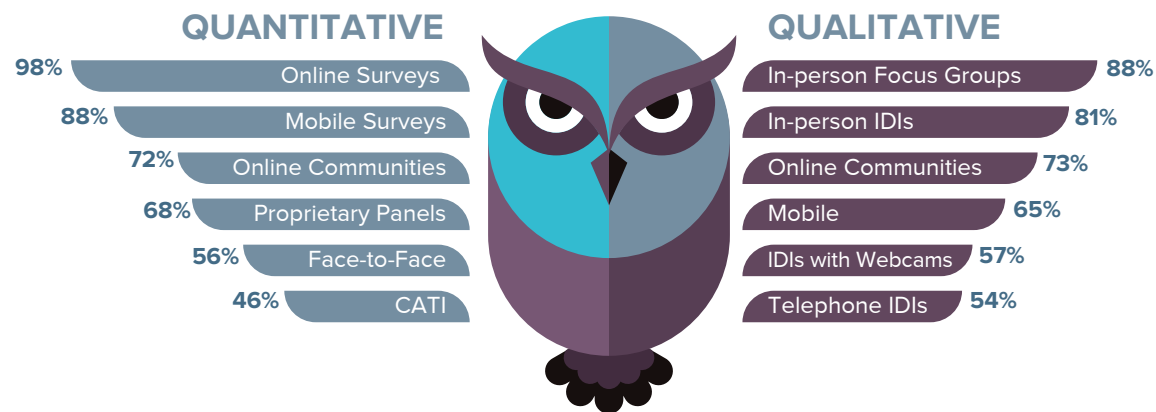 QUANTITATIVE
98% Online Surveys
88% Mobile Surveys
72% Online Communities
68% Proprietary Panels
56% Face-to-Face
46% CATI
QUALITATIVE
In-person Focus Groups 88%
In-person IDIs 81%
Online Communities 73%
Mobile 65%
IDIs with Webcams 57%
Telephone IDIs 54%